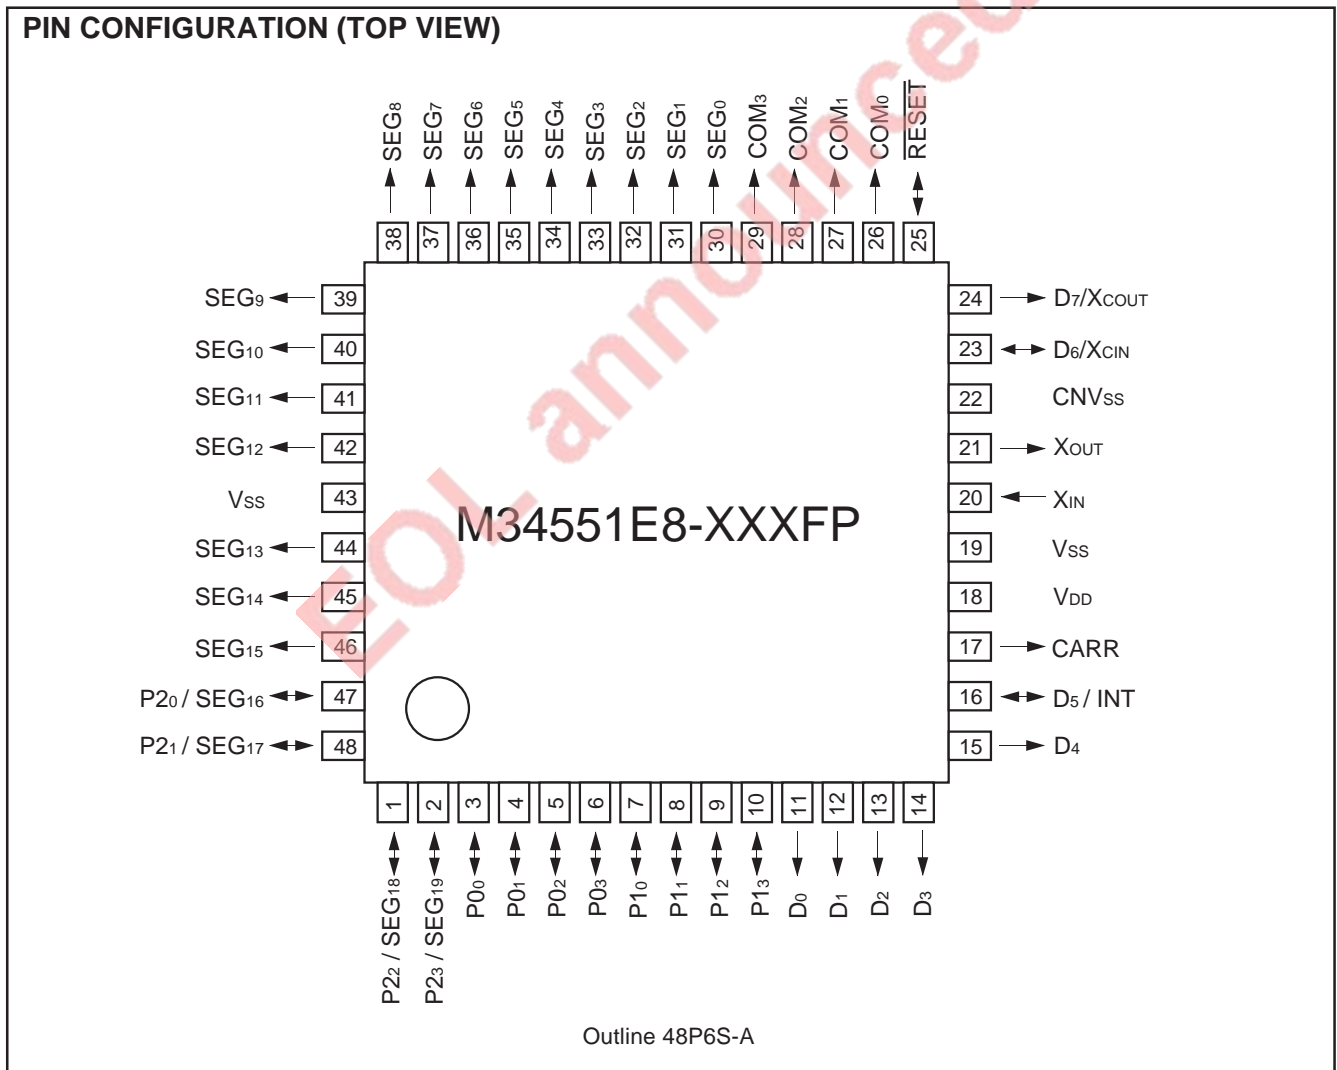 PIN CONFIGURATION (TOP VIEW)
SEG8
SEG7
SEG6
SEG5
SEG4
SEG3
SEG2
SEG1
SEG0
COM3
COM2
COM1
COM0
RESET
38
37
36
35
34
33
32
31
30
29
28
27
26
25
SEG9 39
SEG10 40
SEG11 41
SEG12 42
VSS 43
SEG13 44
SEG14 45
SEG15 46
P20 / SEG16 47
P21 / SEG17 48
M34551E8-XXXFP
EOL announced
24 D7/XCOUT
23 D6/XCIN
22 CNVSS
21 XOUT
20 XIN
19 VSS
18 VDD
17 CARR
16 D5 / INT
15 D4
1
2
3
4
5
6
7
8
9
10
11
12
13
14
P22 / SEG18
P23 / SEG19
P00
P01
P02
P03
P10
P11
P12
P13
D0
D1
D2
D3
Outline 48P6S-A